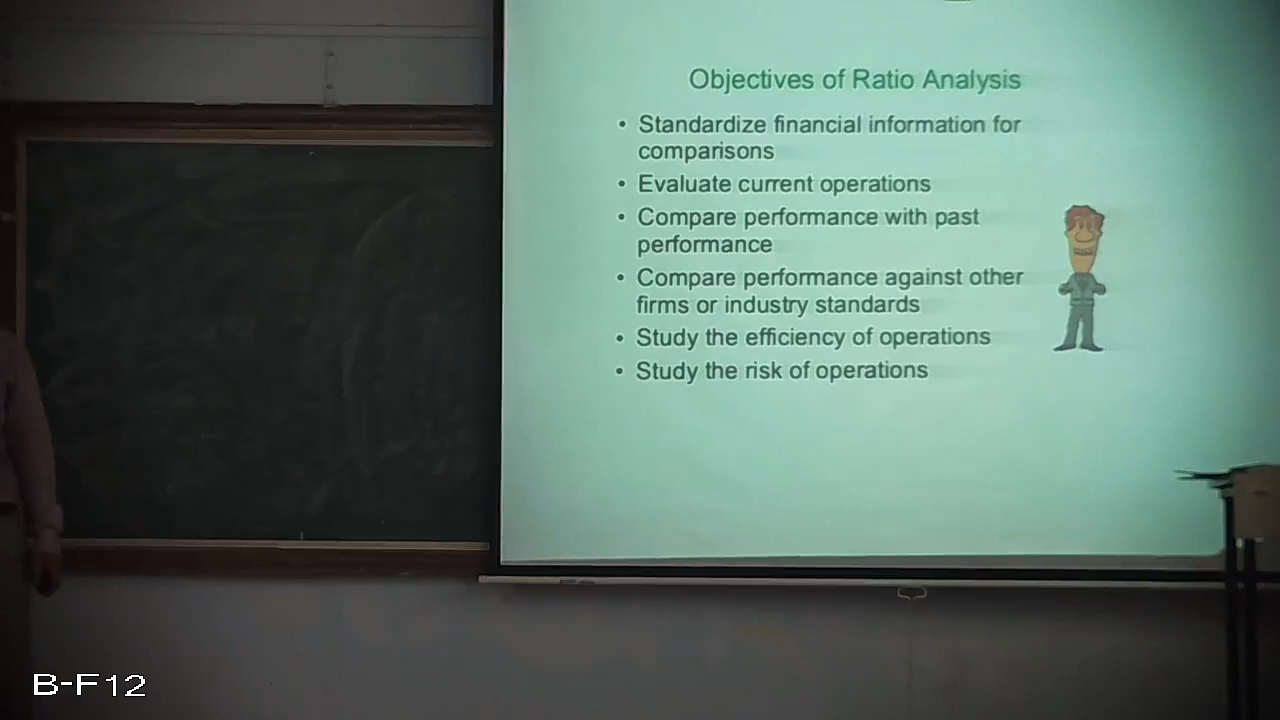 Objectives of Ratio Analysis
• Standardize financial information for
comparisons
• Evaluate current operations
• Compare performance with past
performance
• Compare performance against other
firms or industry standards
• Study the efficiency of operations
• Study the risk of operations
B-F12